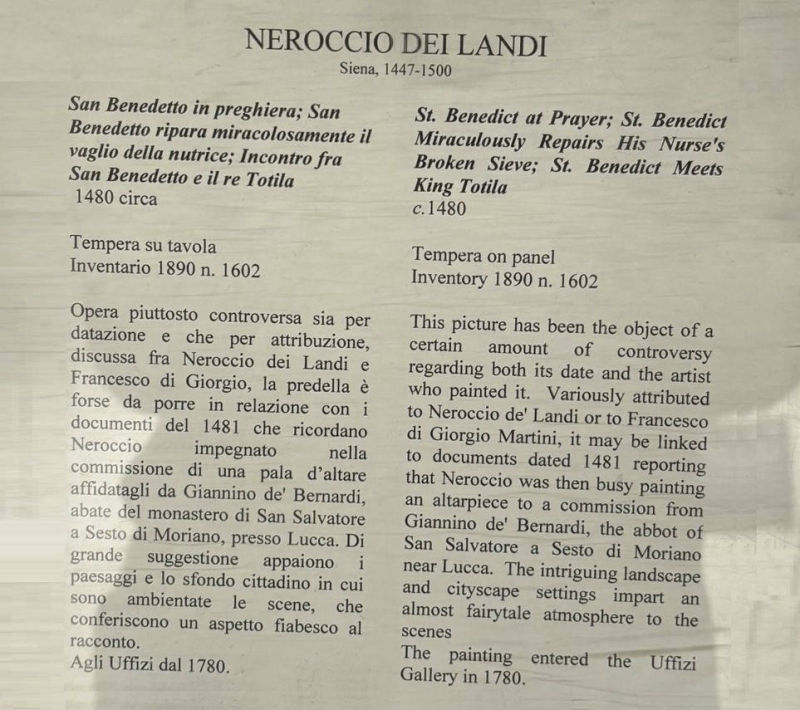 NEROCCIO DEI LANDI
Siena, 1447-1500
San Benedetto in preghiera; San
Benedetto ripara miracolosamente il
vaglio della nutrice; Incontro fra
San Benedetto e il re Totila
1480 circa
Tempera su tavola
Inventario 1890 n. 1602
Opera piuttosto controversa sia per
datazione e che per attribuzione,
discussa fra Neroccio dei Landi e
Francesco di Giorgio, la predella è
forse da porre in relazione con i
documenti del 1481 che ricordano
Neroccio impegnato nella
commissione di una pala d'altare
affidatagli da Giannino de' Bernardi,
abate del monastero di San Salvatore
a Sesto di Moriano, presso Lucca. Di
grande suggestione appaiono i
paesaggi e lo sfondo cittadino in cui
sono ambientate le scene, che
conferiscono un aspetto fiabesco al
racconto.
Agli Uffizi dal 1780.
St. Benedict at Prayer; St. Benedict
Miraculously Repairs His Nurse's
Broken Sieve; St. Benedict Meets
King Totila
c.1480
Tempera on panel
Inventory 1890 n. 1602
This picture has been the object of a
certain amount of controversy
regarding both its date and the artist
who painted it. Variously attributed
to Neroccio de' Landi or to Francesco
di Giorgio Martini, it may be linked
to documents dated 1481 reporting
that Neroccio was then busy painting
an altarpiece to a commission from
Giannino de' Bernardi, the abbot of
San Salvatore a Sesto di Moriano
near Lucca. The intriguing landscape
and cityscape settings impart an
almost fairytale atmosphere to the
scenes
The painting entered the Uffizi
Gallery in 1780.